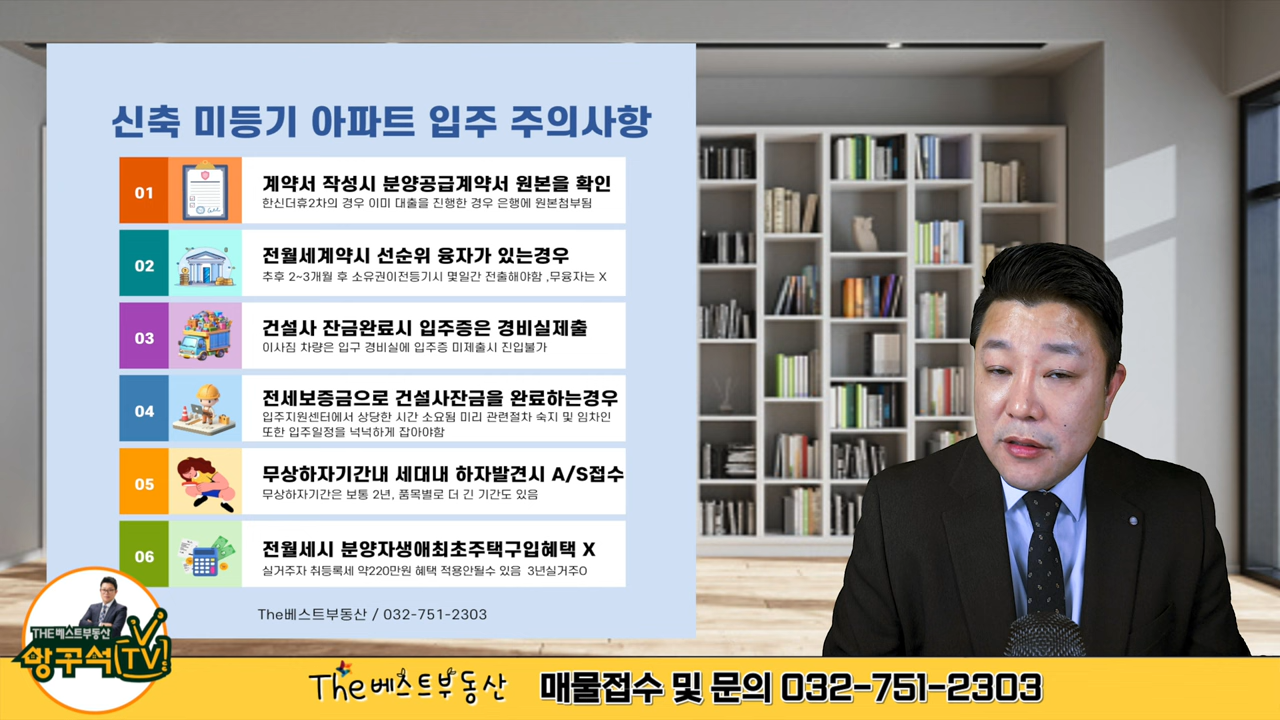 신축 미등기 아파트 입주 주의사항
01
계약서 작성시 분양공급계약서 원본을 확인
한신더휴2차의 경우 이미 대출을 진행한 경우 은행에 원본첨부됨
02
전월세계약시 선순위 융자가 있는경우
추후 2~3개월 후 소유권이전등기시 몇일간 전출해야함 ,무융자는 X
03
건설사 잔금완료시 입주증은 경비실제출
이사짐 차량은 입구 경비실에 입주증 미제출시 진입불가
04
전세보증금으로 건설사잔금을 완료하는경우
입주지원센터에서 상당한 시간 소요됨 미리 관련절차 숙지 및 임차인
또한 입주일정을 넉넉하게 잡아야함
05
무상하자기간내 세대내 하자발견시 A/S접수
무상하자기간은 보통 2년, 품목별로 더 긴 기간도 있음
06
전월세시 분양자생애최초주택구입혜택 X
실거주자 취등록세 약220만원 혜택 적용안될수 있음 3년실거주O
The베스트부동산 / 032-751-2303
THE베스트부동산
상구석 TV
The베스트부동산
매물접수 및 문의 032-751-2303